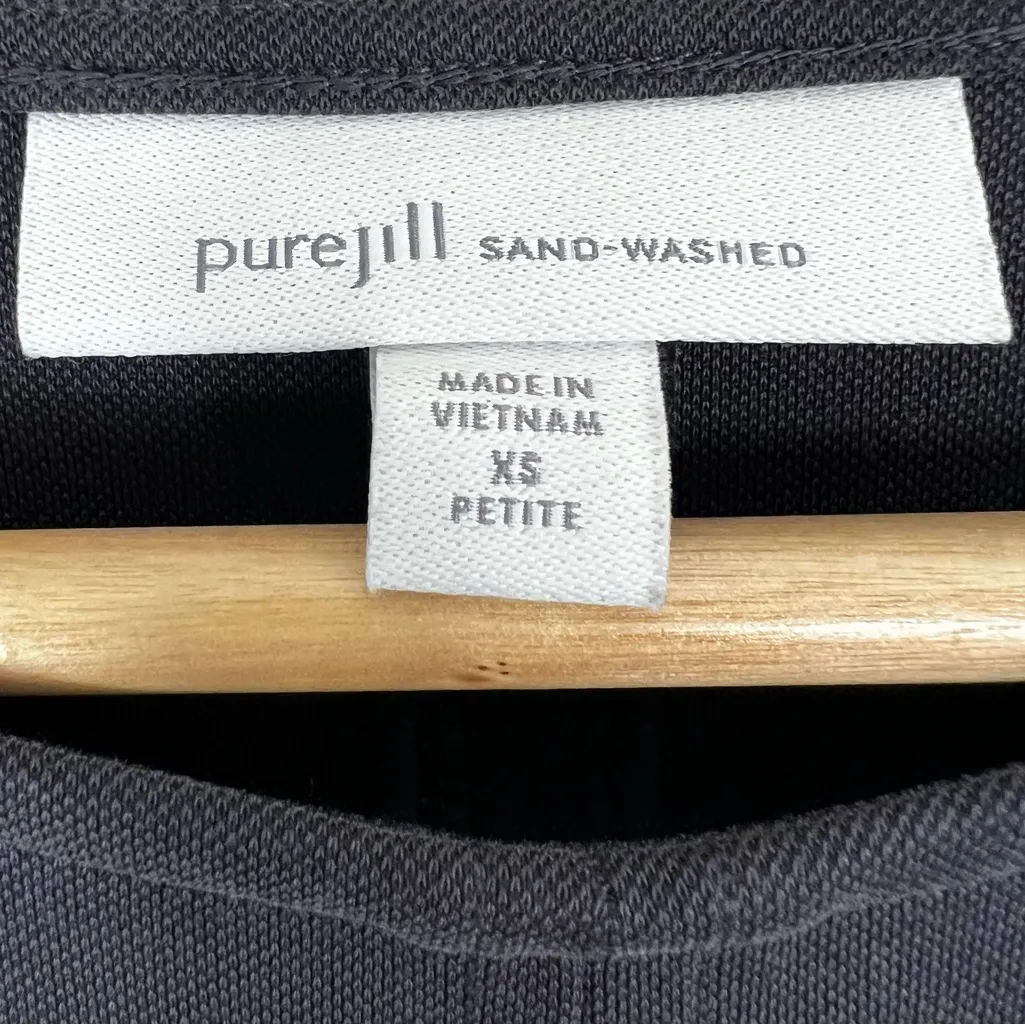 purejill SAND-WASHED
MADE IN
VIETNAM
XS
PETITE